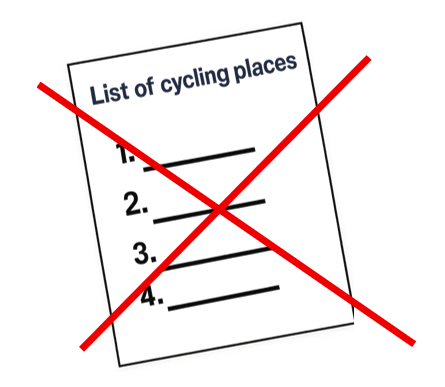 List of cycling places
1.
2.
3.
4.